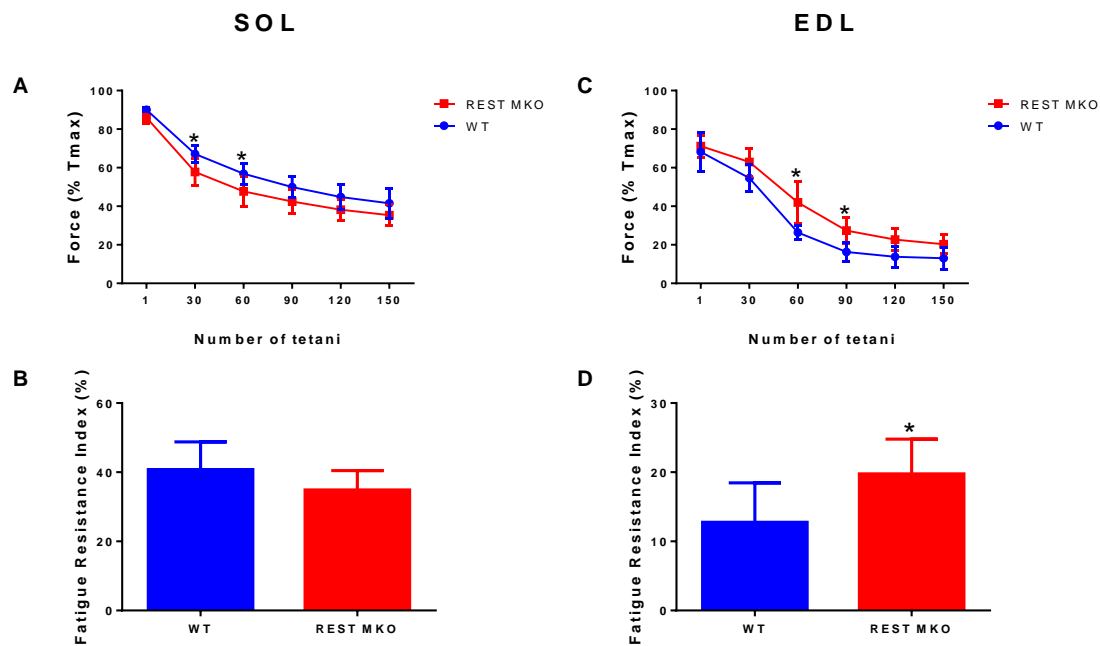 SOL
EDL
A
Force (% Tmax)
100
80
60
40
20
0
*
*
1 30 60 90 120 150
Number of tetani
REST MKO
WT
C
Force (% Tmax)
100
80
60
40
20
0
*
*
1 30 60 90 120 150
Number of tetani
REST MKO
WT
B
Fatigue Resistance Index (%)
60
40
20
0
WT REST MKO
D
Fatigue Resistance Index (%)
30
20
10
0
*
WT REST MKO